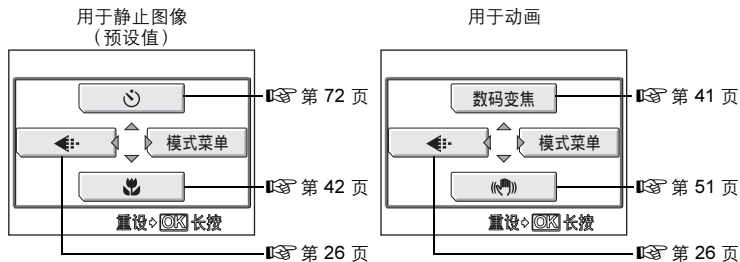 用于静止图像
（预设值）
第 72 页
模式菜单
第 42 页
重设 OK 长按
第 26 页
用于动画
数码变焦
第 41 页
模式菜单
第 51 页
重设 OK 长按
第 26 页